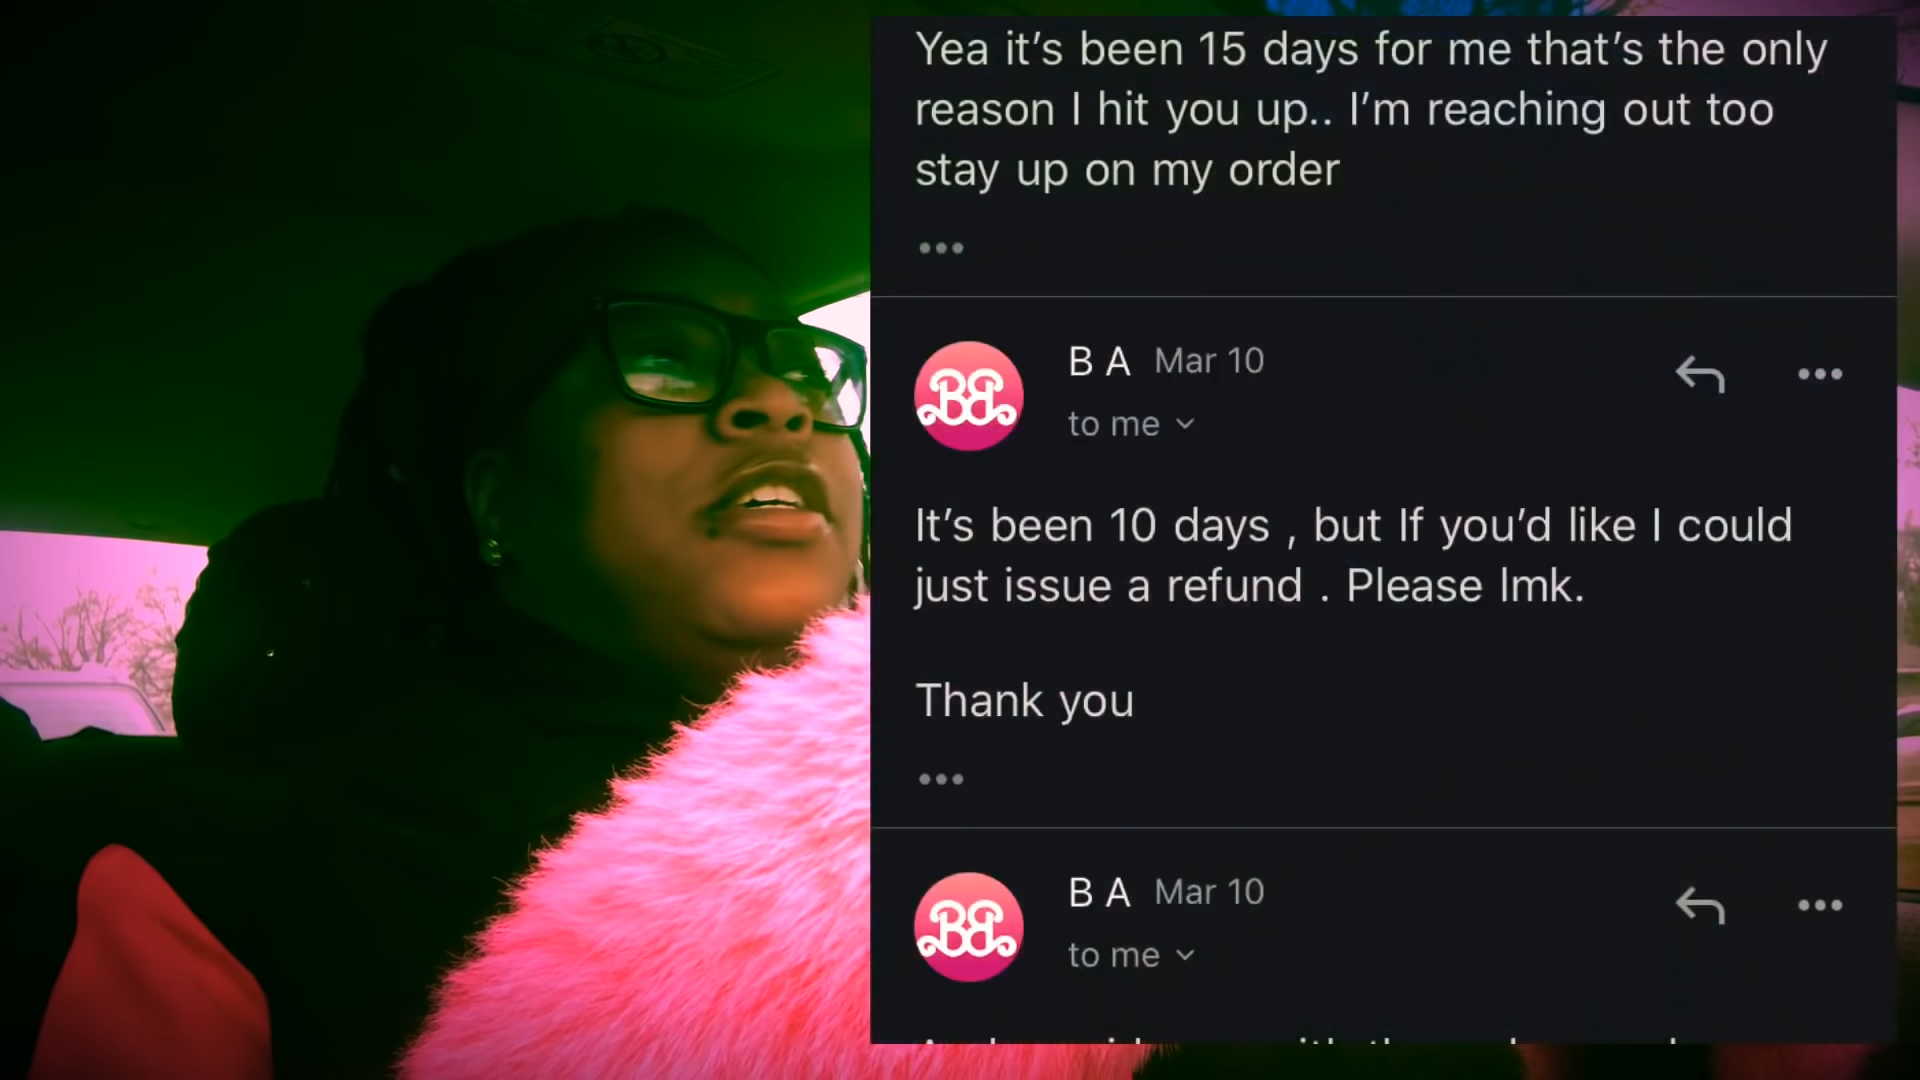 Yea it's been 15 days for me that's the only
reason I hit you up.. I'm reaching out too
stay up on my order
•••
B A Mar 10
to me
It's been 10 days , but If you'd like I could
just issue a refund . Please lmk.
Thank you
•••
B A Mar 10
to me